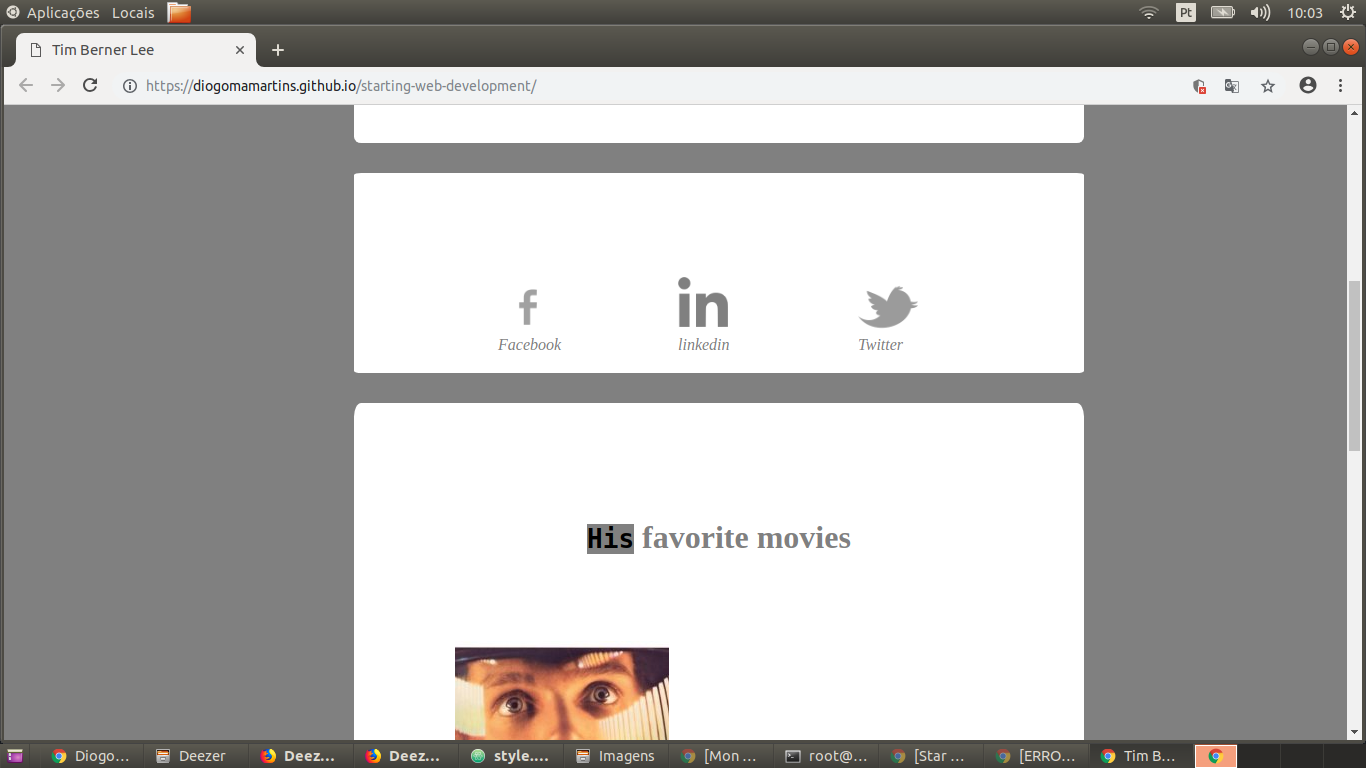 Aplicações Locais Pt 10:03
Tim Berner Lee
https://diogomamartins.github.io/starting-web-development/
f in
Facebook linkedin Twitter
His favorite movies
Diogo... Deezer Deez... Deez... style.... Imagens [Mon ... root@... [Star ... [ERRO... Tim B...